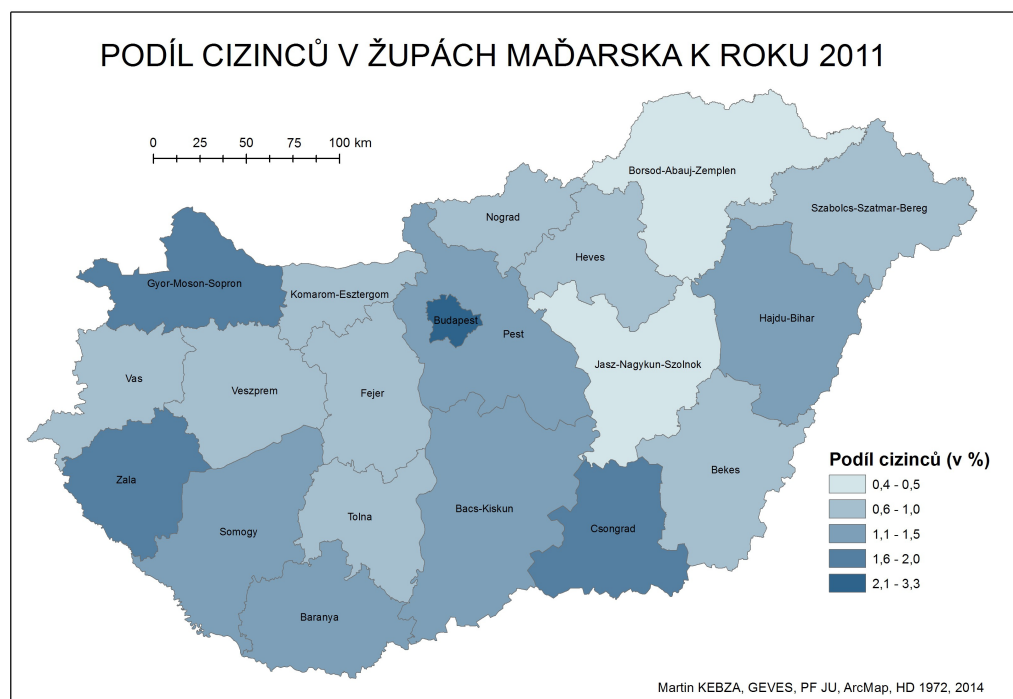 PODÍL CIZINCŮ V ŽUPÁCH MAĎARSKA K ROKU 2011
0 25 50 75 100 km
Borsod-Abauj-Zemplen
Szabolcs-Szatmar-Bereg
Nograd
Heves
Gyor-Moson-Sopron
Komarom-Esztergom
Budapest
Pest
Hajdu-Bihar
Jasz-Nagykun-Szolnok
Vas
Veszprem
Fejer
Zala
Bekes
Tolna
Bacs-Kiskun
Csongrad
Somogy
Baranya
Podíl cizinců (v %)
0,4 - 0,5
0,6 - 1,0
1,1 - 1,5
1,6 - 2,0
2,1 - 3,3
Martin KEBZA, GEVES, PF JU, ArcMap, HD 1972, 2014